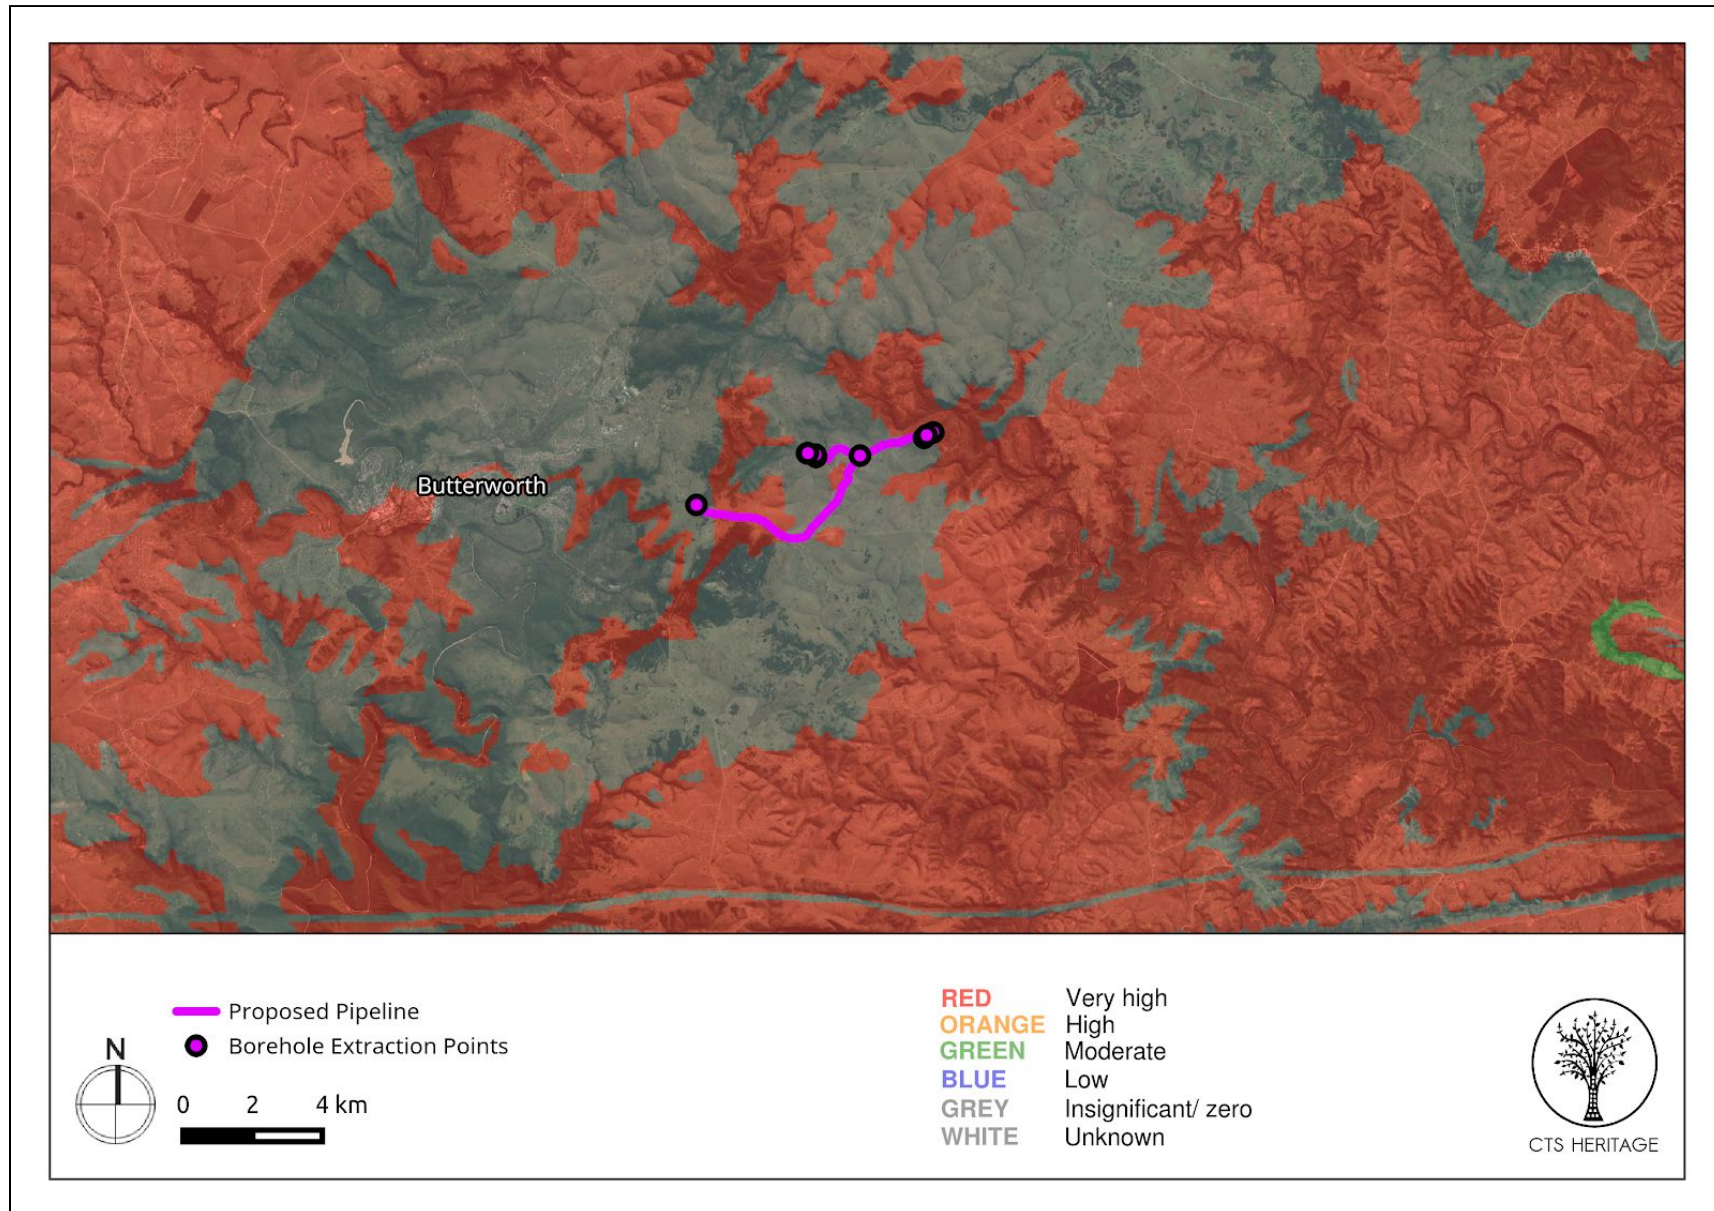 Butterworth
Proposed Pipeline
Borehole Extraction Points
N
0 2 4 km
RED Very high
ORANGE High
GREEN Moderate
BLUE Low
GREY Insignificant/ zero
WHITE Unknown
CTS HERITAGE